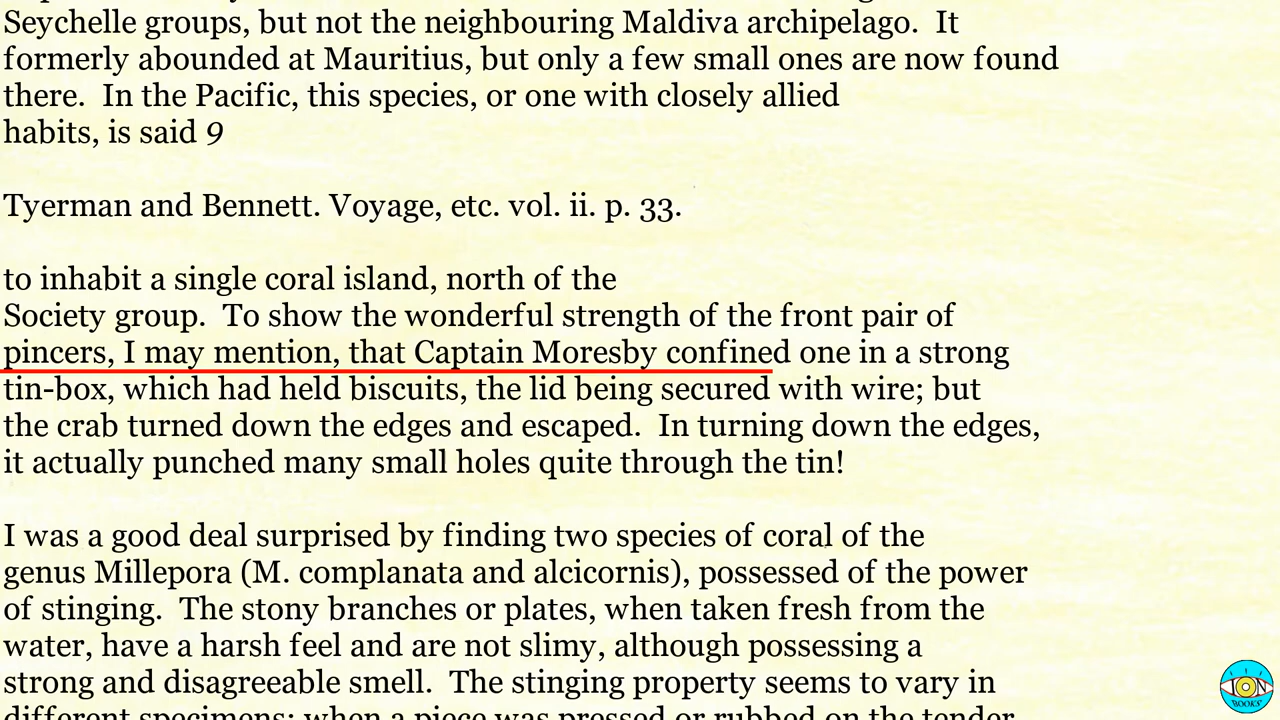 Seychelle groups, but not the neighbouring Maldiva archipelago. It
formerly abounded at Mauritius, but only a few small ones are now found
there. In the Pacific, this species, or one with closely allied
habits, is said 9
Tyerman and Bennett. Voyage, etc. vol. ii. p. 33.
to inhabit a single coral island, north of the
Society group. To show the wonderful strength of the front pair of
pincers, I may mention, that Captain Moresby confined one in a strong
tin-box, which had held biscuits, the lid being secured with wire; but
the crab turned down the edges and escaped. In turning down the edges,
it actually punched many small holes quite through the tin!
I was a good deal surprised by finding two species of coral of the
genus Millepora (M. complanata and alcicornis), possessed of the power
of stinging. The stony branches or plates, when taken fresh from the
water, have a harsh feel and are not slimy, although possessing a
strong and disagreeable smell. The stinging property seems to vary in
different specimens: when a piece was pressed or rubbed on the tender
ION
BOOKS